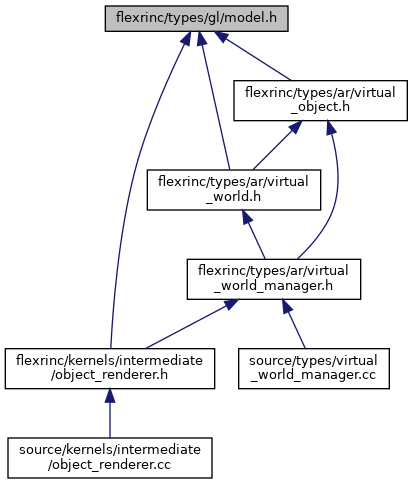 flexrinc/types/gl/model.h
flexrinc/types/ar/virtual
_object.h
flexrinc/types/ar/virtual
_world.h
flexrinc/types/ar/virtual
_world_manager.h
flexrinc/kernels/intermediate
/object_renderer.h
source/types/virtual
_world_manager.cc
source/kernels/intermediate
/object_renderer.cc